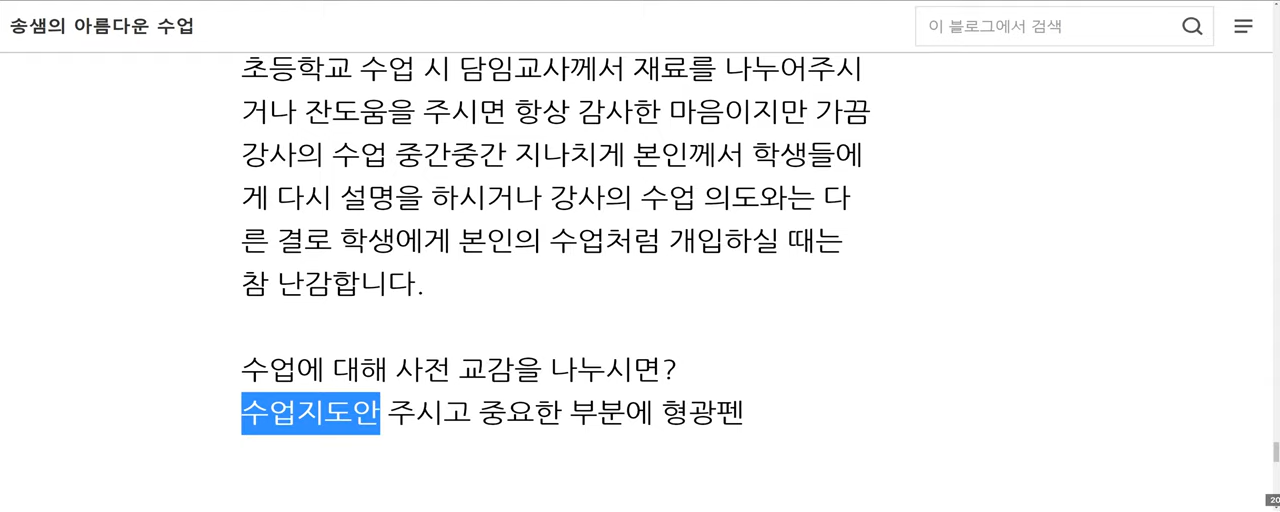 송샘의 아름다운 수업
이 블로그에서 검색
초등학교 수업 시 담임교사께서 재료를 나누어주시
거나 잔도움을 주시면 항상 감사한 마음이지만 가끔
강사의 수업 중간중간 지나치게 본인께서 학생들에
게 다시 설명을 하시거나 강사의 수업 의도와는 다
른 결로 학생에게 본인의 수업처럼 개입하실 때는
참 난감합니다.
수업에 대해 사전 교감을 나누시면?
수업지도안 주시고 중요한 부분에 형광펜
20